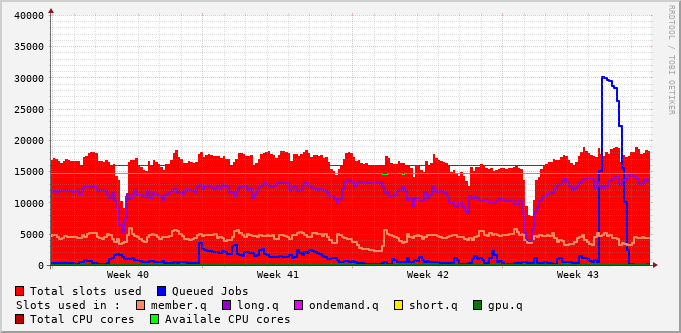 RRDTOOL / TOBI OETIKER
40000
35000
30000
25000
20000
15000
10000
5000
0
Week 40 Week 41 Week 42 Week 43
Total slots used Queued Jobs
Slots used in : member.q long.q ondemand.q short.q gpu.q
Total CPU cores Availale CPU cores